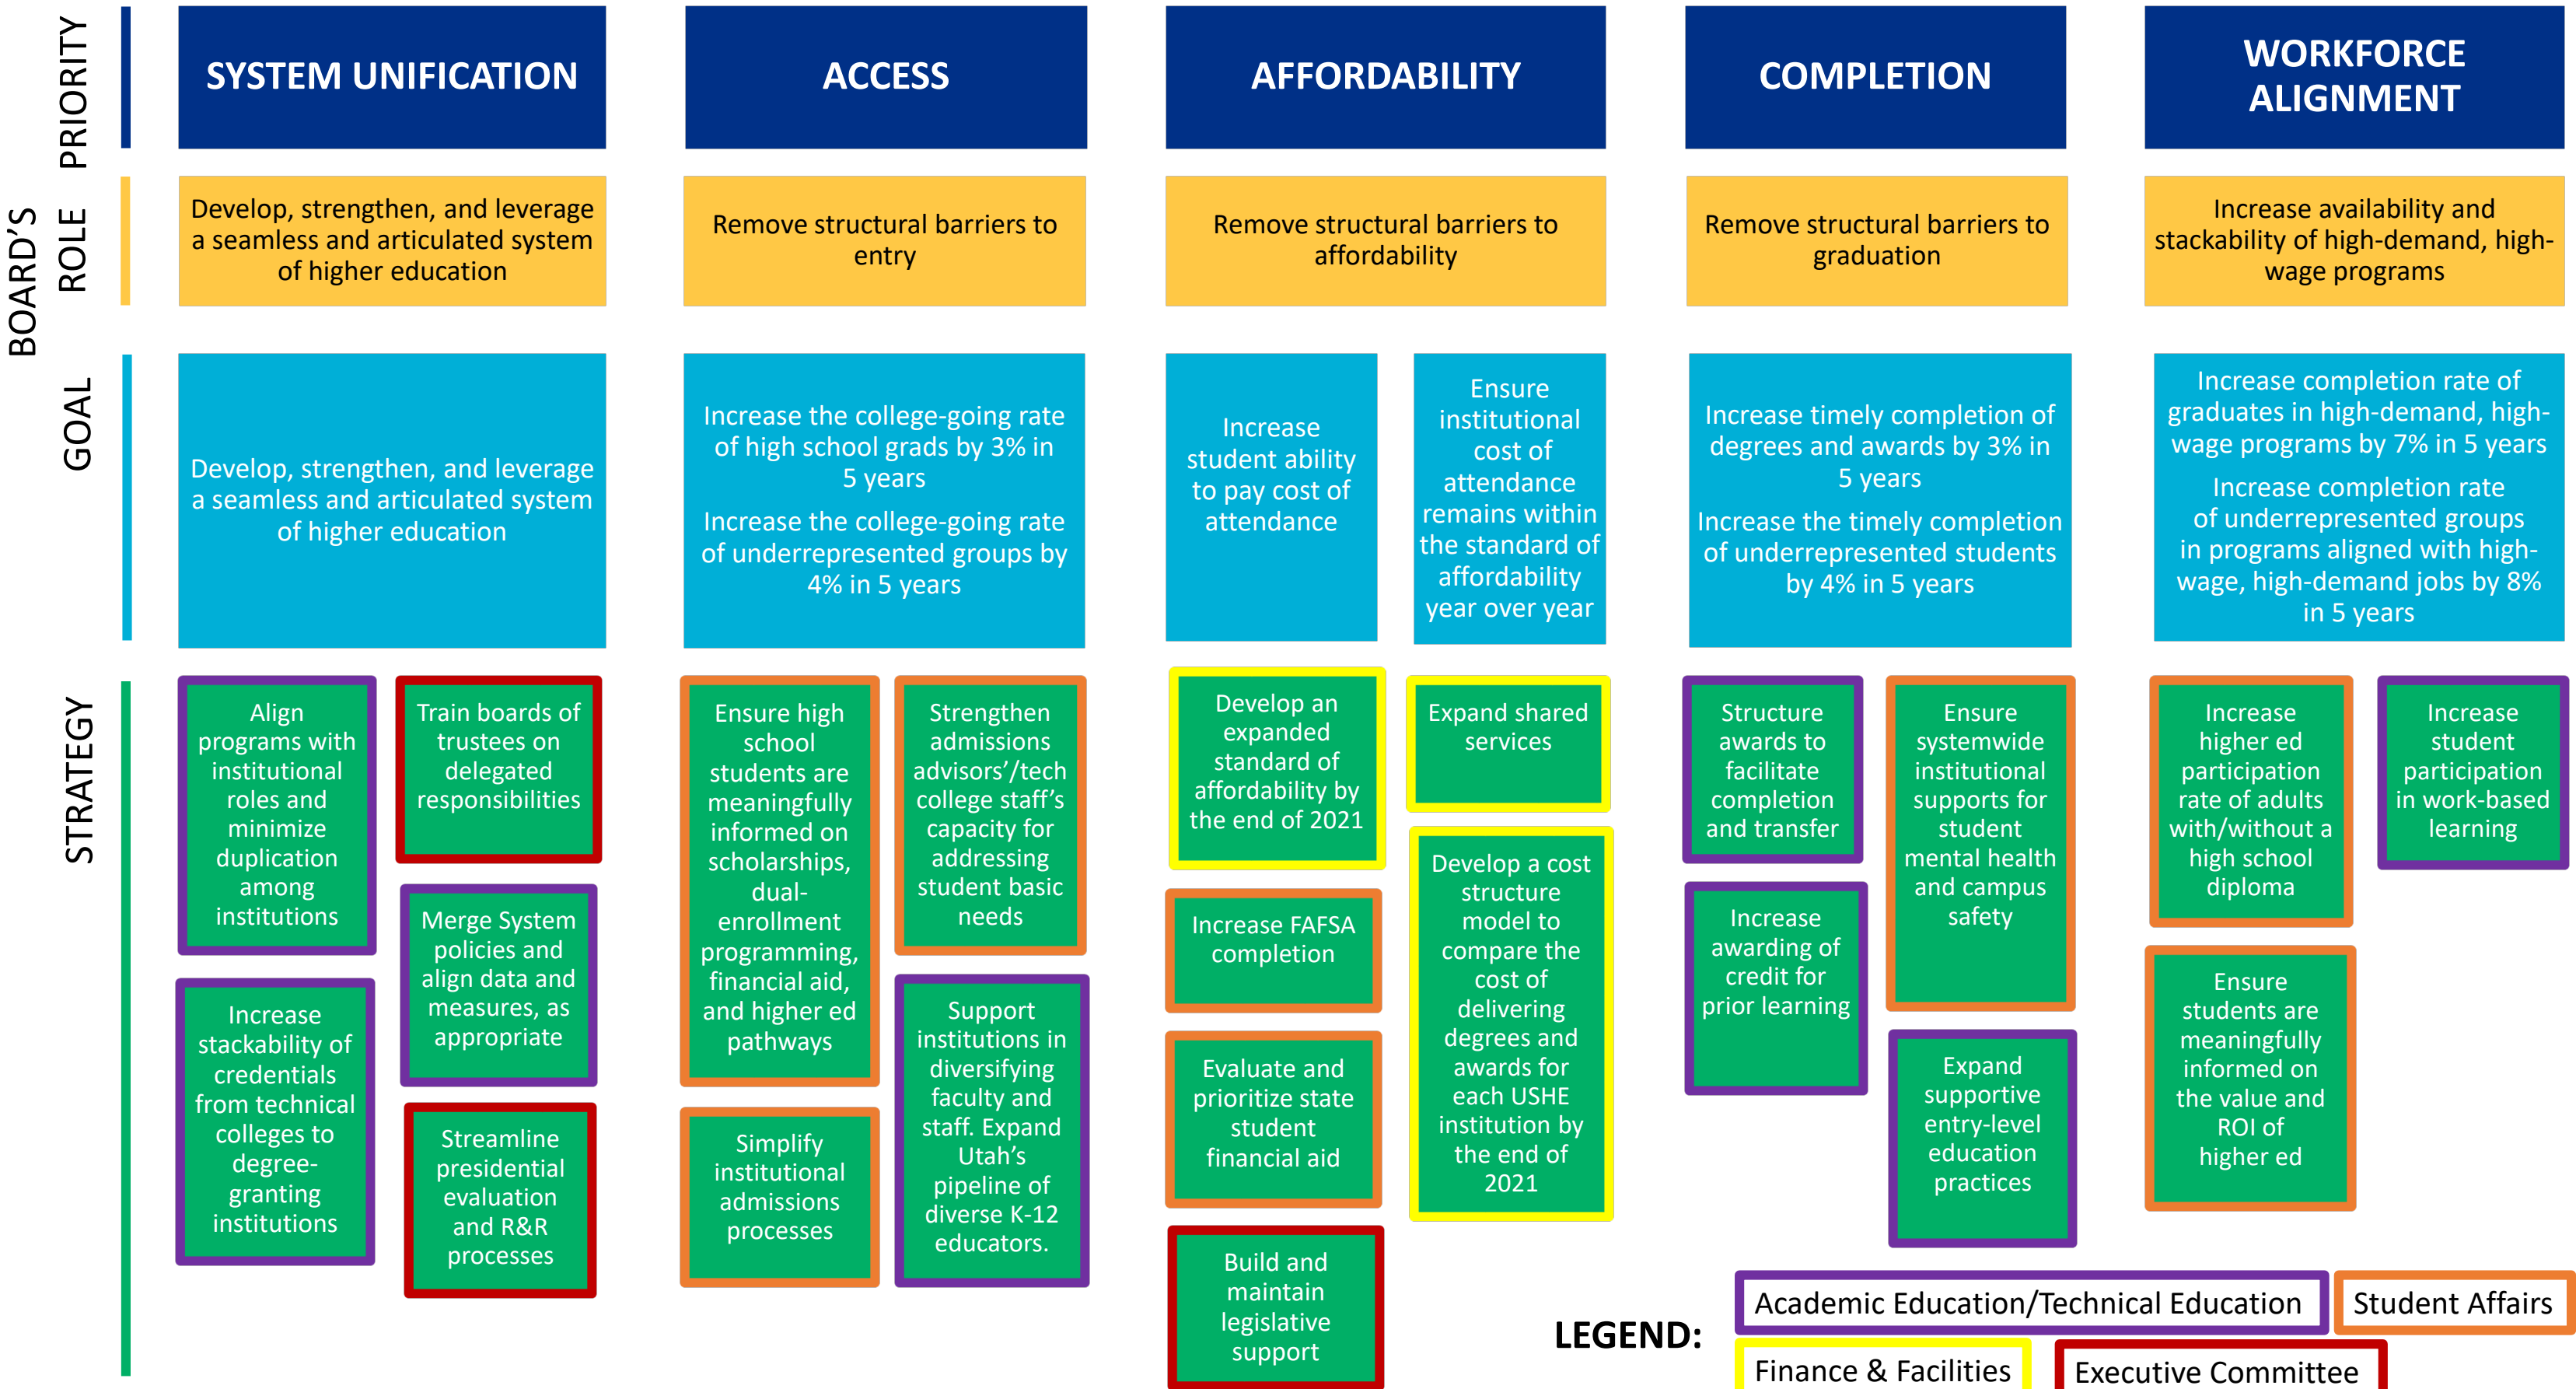 PRIORITY
SYSTEM UNIFICATION
ACCESS
AFFORDABILITY
COMPLETION
WORKFORCE
ALIGNMENT
BOARD'S
ROLE
Develop, strengthen, and leverage
a seamless and articulated system
of higher education
Remove structural barriers to
entry
Remove structural barriers to
affordability
Remove structural barriers to
graduation
Increase availability and
stackability of high-demand, high-
wage programs
GOAL
Develop, strengthen, and leverage
a seamless and articulated system
of higher education
Increase the college-going rate
of high school grads by 3% in
5 years
Increase the college-going rate
of underrepresented groups by
4% in 5 years
Increase
student ability
to pay cost of
attendance
Ensure
institutional
cost of
attendance
remains within
the standard of
affordability
year over year
Increase timely completion of
degrees and awards by 3% in
5 years
Increase the timely completion
of underrepresented students
by 4% in 5 years
Increase completion rate of
graduates in high-demand, high-
wage programs by 7% in 5 years
Increase completion rate
of underrepresented groups
in programs aligned with high-
wage, high-demand jobs by 8%
in 5 years
STRATEGY
Align
programs with
institutional
roles and
minimize
duplication
among
institutions
Increase
stackability of
credentials
from technical
colleges to
degree-
granting
institutions
Train boards of
trustees on
delegated
responsibilities
Merge System
policies and
align data and
measures, as
appropriate
Streamline
presidential
evaluation
and R&R
processes
Ensure high
school
students are
meaningfully
informed on
scholarships,
dual-
enrollment
programming,
financial aid,
and higher ed
pathways
Simplify
institutional
admissions
processes
Strengthen
admissions
advisors’/tech
college staff’s
capacity for
addressing
student basic
needs
Support
institutions in
diversifying
faculty and
staff. Expand
Utah’s
pipeline of
diverse K-12
educators.
Develop an
expanded
standard of
affordability by
the end of 2021
Increase FAFSA
completion
Evaluate and
prioritize state
student
financial aid
Build and
maintain
legislative
support
Expand shared
services
Develop a cost
structure
model to
compare the
cost of
delivering
degrees and
awards for
each USHE
institution by
the end of
2021
Structure
awards to
facilitate
completion
and transfer
Increase
awarding of
credit for
prior learning
Ensure
systemwide
institutional
supports for
student
mental health
and campus
safety
Expand
supportive
entry-level
education
practices
Increase
higher ed
participation
rate of adults
with/without a
high school
diploma
Ensure
students are
meaningfully
informed on
the value and
ROI of
higher ed
Increase
student
participation
in work-based
learning
LEGEND:
Academic Education/Technical Education
Student Affairs
Finance & Facilities
Executive Committee